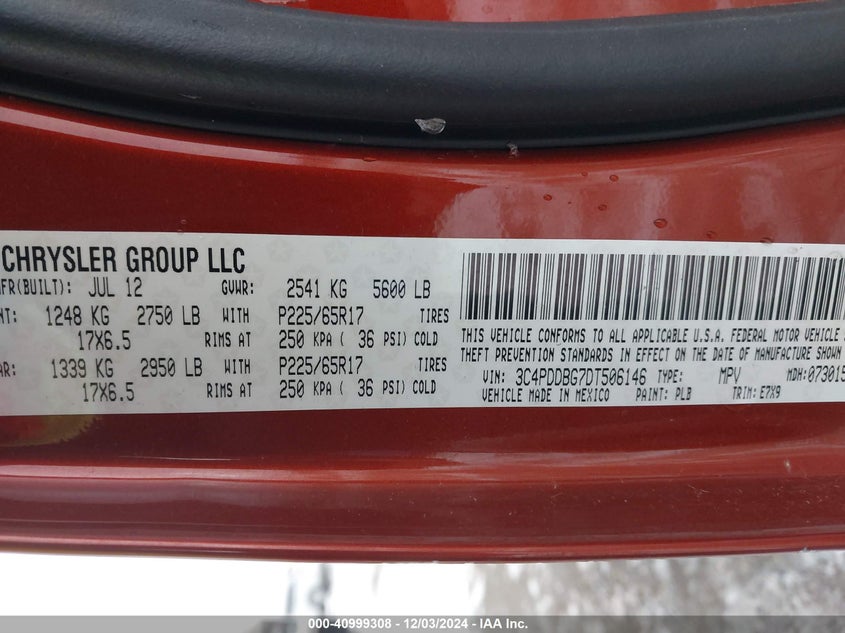 CHRYSLER GROUP LLC
MFR(BUILT): JUL 12 GVWR: 2541 KG 5600 LB
NT: 1248 KG 2750 LB WITH P225/65R17 TIRES
17X6.5 RIMS AT 250 KPA ( 36 PSI) COLD
AR: 1339 KG 2950 LB WITH P225/65R17 TIRES
17X6.5 RIMS AT 250 KPA ( 36 PSI) COLD
THIS VEHICLE CONFORMS TO ALL APPLICABLE U.S.A. FEDERAL MOTOR VEHICLE
THEFT PREVENTION STANDARDS IN EFFECT ON THE DATE OF MANUFACTURE SHOWN
VIN: 3C4PDDBG7DT506146 TYPE: MPV MDH:073015
VEHICLE MADE IN MEXICO PAINT: PLB TRIM: E7X9
000-40999308 - 12/03/2024 - IAA Inc.